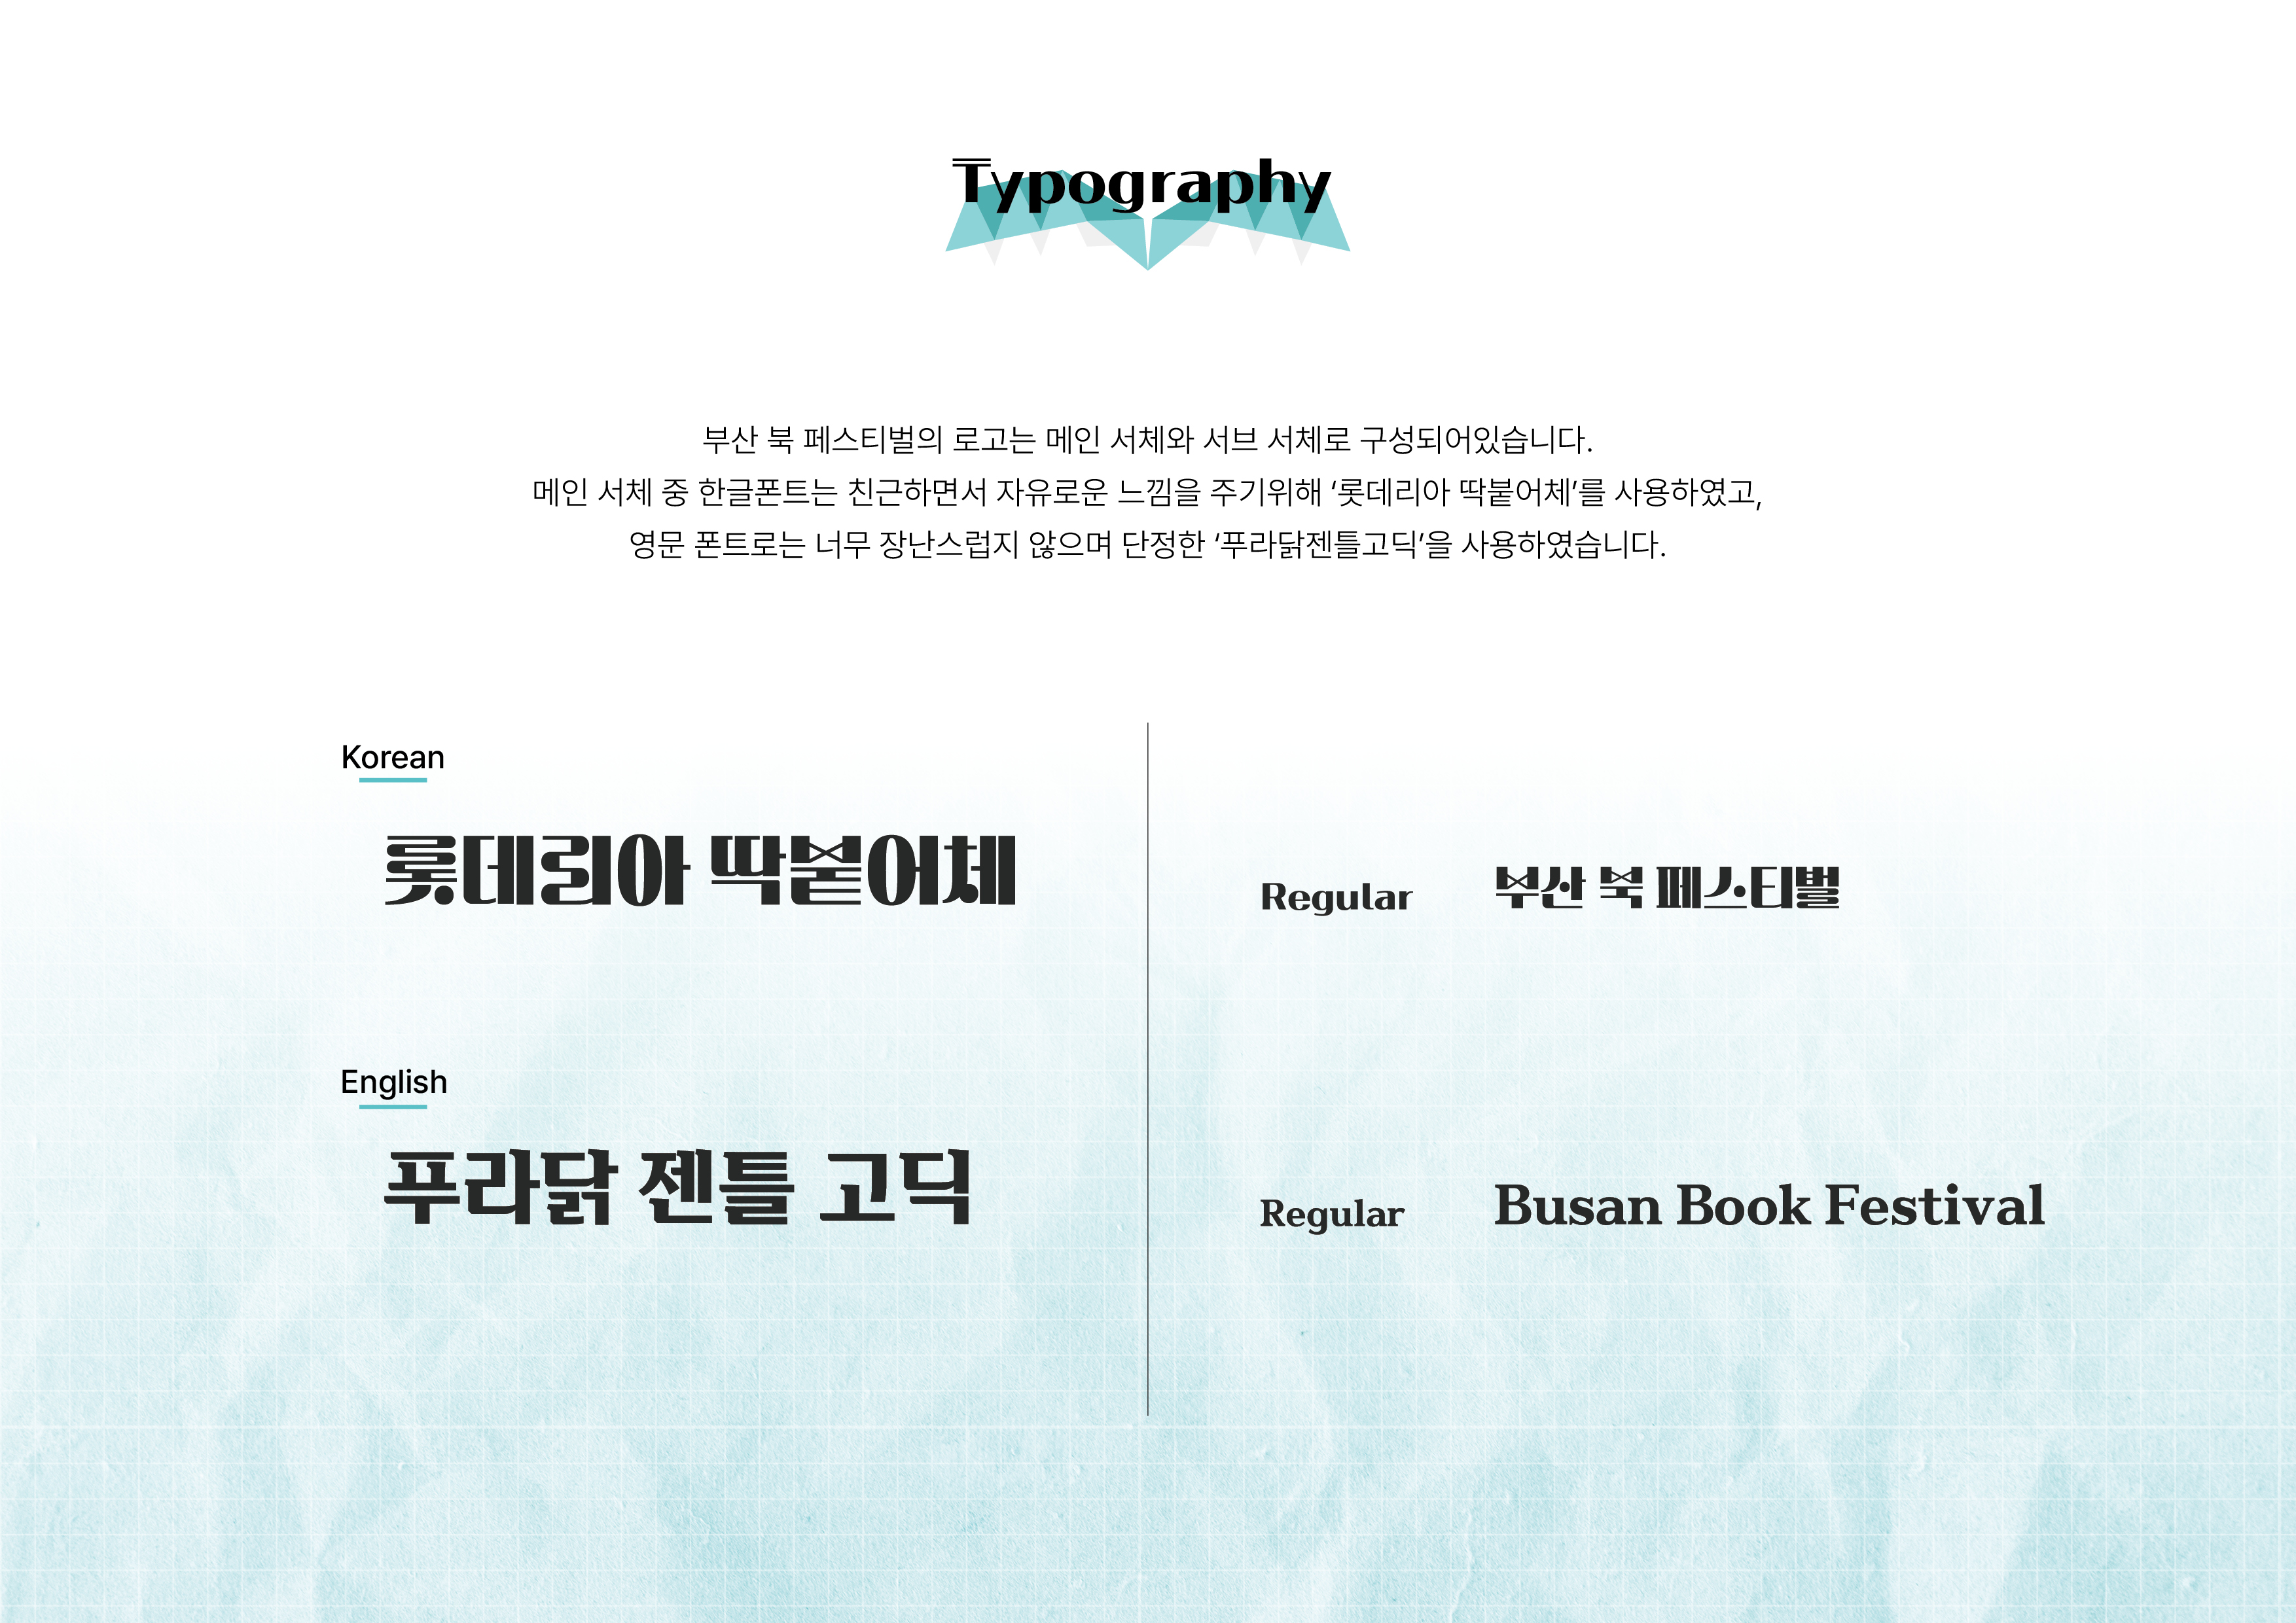 Typography
부산 북 페스티벌의 로고는 메인 서체와 서브 서체로 구성되어있습니다.
메인 서체 중 한글폰트는 친근하면서 자유로운 느낌을 주기위해 ‘롯데리아 딱붙어체’를 사용하였고,
영문 폰트로는 너무 장난스럽지 않으며 단정한 ‘푸라닭젠틀고딕’을 사용하였습니다.
Korean
롯데리아 딱붙어체
Regular 부산 북 페스티벌
English
푸라닭 젠틀 고딕
Regular Busan Book Festival